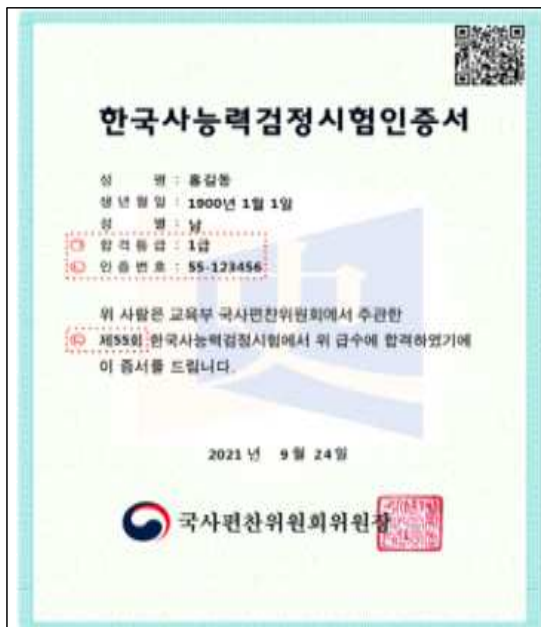 한국사능력검정시험인증서
성 명 : 홍길동
생년월일 : 1900년 1월 1일
성 별 : 남
합격등급 : 1급
인증번호 : 55-123456
위 사람은 교육부 국사편찬위원회에서 주관한
제55회 한국사능력검정시험에서 위 급수에 합격하였기에
이 증서를 드립니다.
2021년 9월 24일
국사편찬위원회위원장